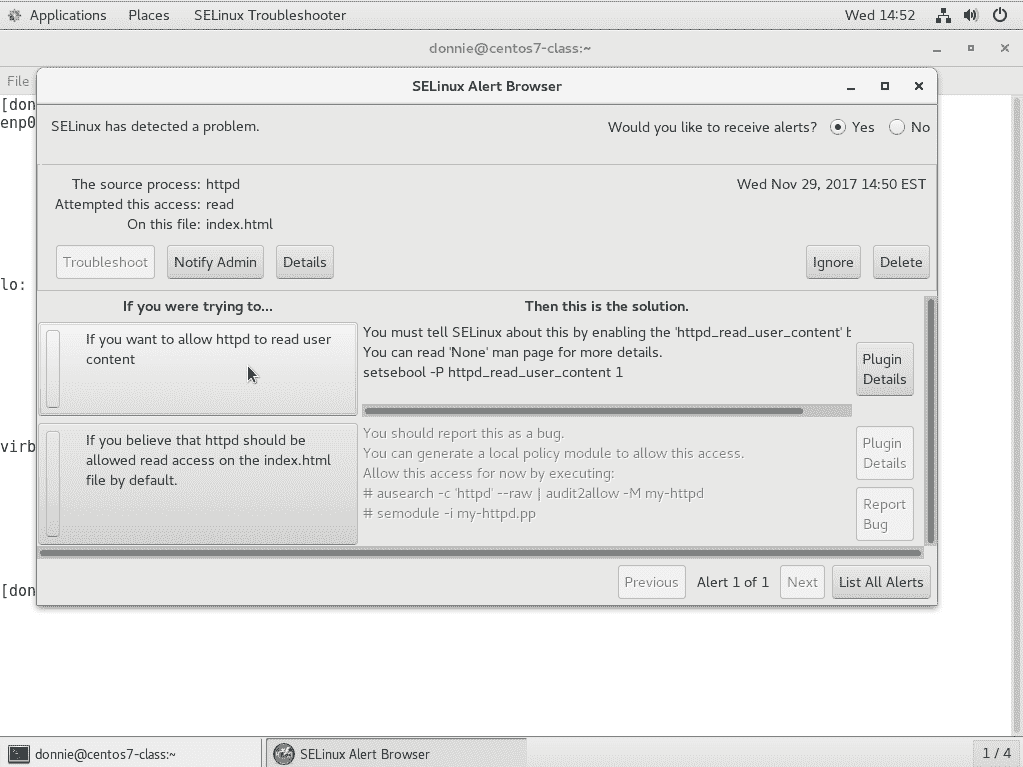 Applications Places SELinux Troubleshooter Wed 14:52
donnie@centos7-class:~
File
[don
enp0
SELinux Alert Browser
SELinux has detected a problem. Would you like to receive alerts? Yes No
The source process: httpd Wed Nov 29, 2017 14:50 EST
Attempted this access: read
On this file: index.html
Troubleshoot Notify Admin Details Ignore Delete
lo:
If you were trying to... Then this is the solution.
If you want to allow httpd to read user
content
You must tell SELinux about this by enabling the 'httpd_read_user_content' b
You can read 'None' man page for more details.
setsebool -P httpd_read_user_content 1
Plugin
Details
virb
If you believe that httpd should be
allowed read access on the index.html
file by default.
You should report this as a bug.
You can generate a local policy module to allow this access.
Allow this access for now by executing:
# ausearch -c 'httpd' --raw | audit2allow -M my-httpd
# semodule -i my-httpd.pp
Plugin
Details
Report
Bug
[don
Previous Alert 1 of 1 Next List All Alerts
donnie@centos7-class:~ SELinux Alert Browser 1 / 4